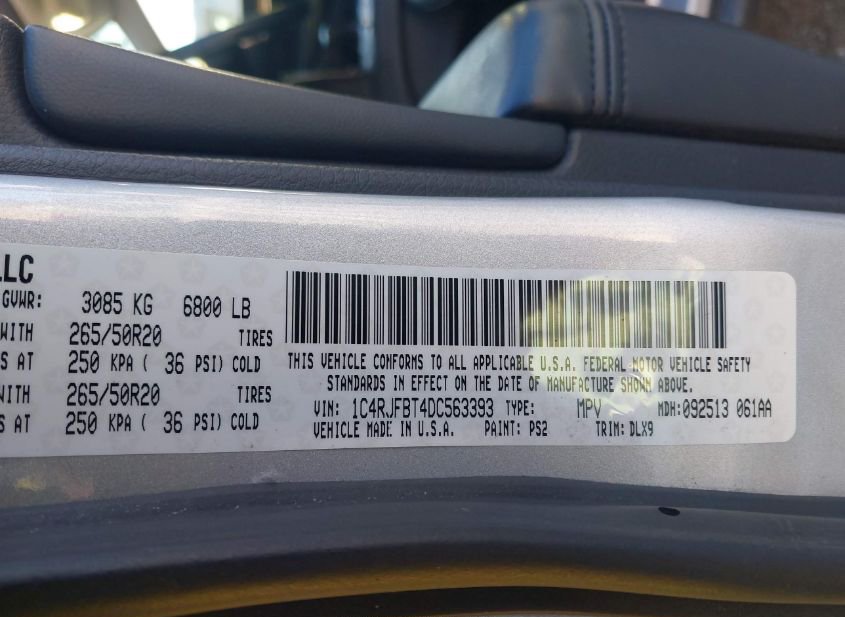 LLC
GVWR: 3085 KG 6800 LB
WITH 265/50R20 TIRES
S AT 250 KPA ( 36 PSI) COLD
WITH 265/50R20 TIRES
S AT 250 KPA ( 36 PSI) COLD
THIS VEHICLE CONFORMS TO ALL APPLICABLE U.S.A. FEDERAL MOTOR VEHICLE SAFETY
STANDARDS IN EFFECT ON THE DATE OF MANUFACTURE SHOWN ABOVE.
VIN: 1C4RJFBT4DC563393 TYPE: MPV MDH:092513 061AA
VEHICLE MADE IN U.S.A. PAINT: PS2 TRIM: DLX9